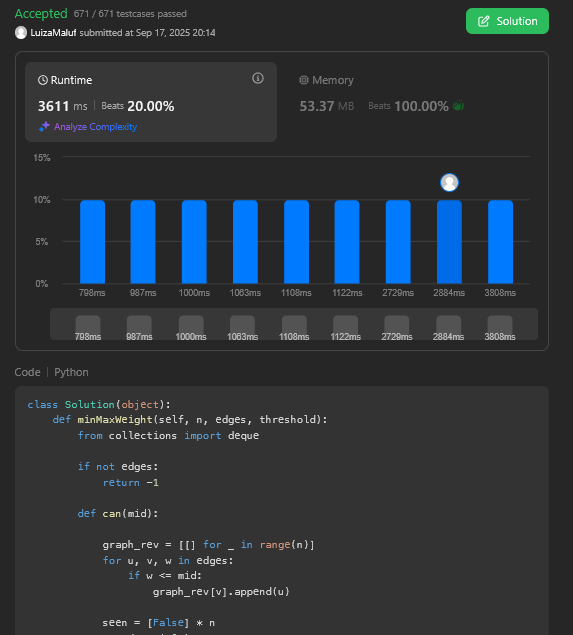 Accepted 671 / 671 testcases passed
Solution
LuizaMaluf submitted at Sep 17, 2025 20:14
Runtime
3611 ms | Beats 20.00%
Analyze Complexity
Memory
53.37 MB Beats 100.00%
15%
10%
5%
0%
798ms 987ms 1000ms 1063ms 1108ms 1122ms 2729ms 2884ms 3808ms
798ms 987ms 1000ms 1063ms 1108ms 1122ms 2729ms 2884ms 3808ms
Code | Python
class Solution(object):
    def minMaxWeight(self, n, edges, threshold):
        from collections import deque
        if not edges:
            return -1
        def can(mid):
            graph_rev = [[] for _ in range(n)]
            for u, v, w in edges:
                if w <= mid:
                    graph_rev[v].append(u)
            seen = [False] * n